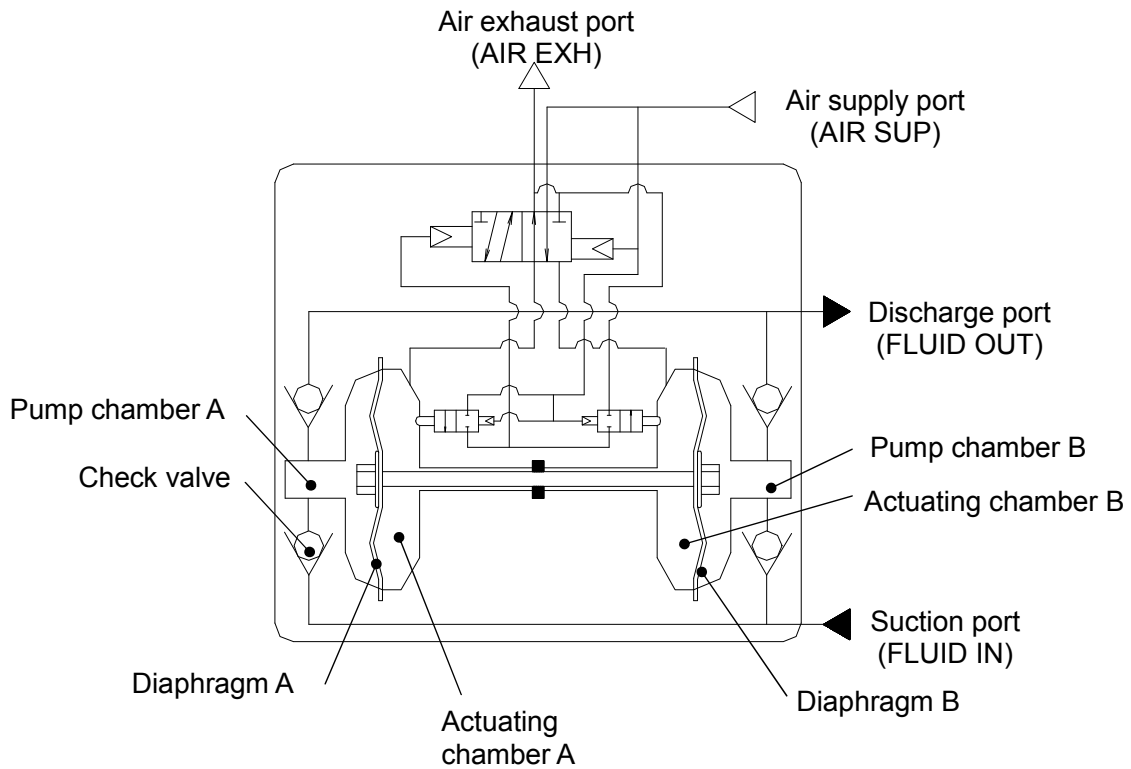 Air exhaust port
(AIR EXH)
Air supply port
(AIR SUP)
Discharge port
(FLUID OUT)
Pump chamber A
Pump chamber B
Check valve
Actuating chamber B
Suction port
(FLUID IN)
Diaphragm A
Diaphragm B
Actuating
chamber A